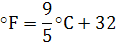 °F = 9/5 °C + 32